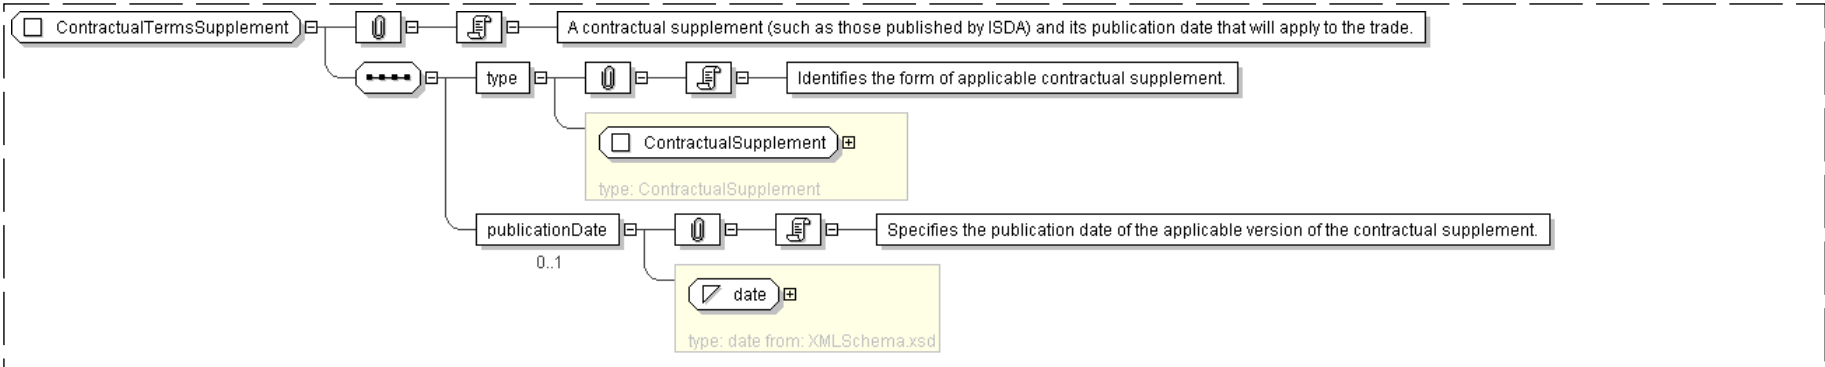 ContractualTermsSupplement A contractual supplement (such as those published by ISDA) and its publication date that will apply to the trade.
type Identifies the form of applicable contractual supplement.
ContractualSupplement
type: ContractualSupplement
publicationDate Specifies the publication date of the applicable version of the contractual supplement.
0..1
date
type: date from: XMLSchema.xsd